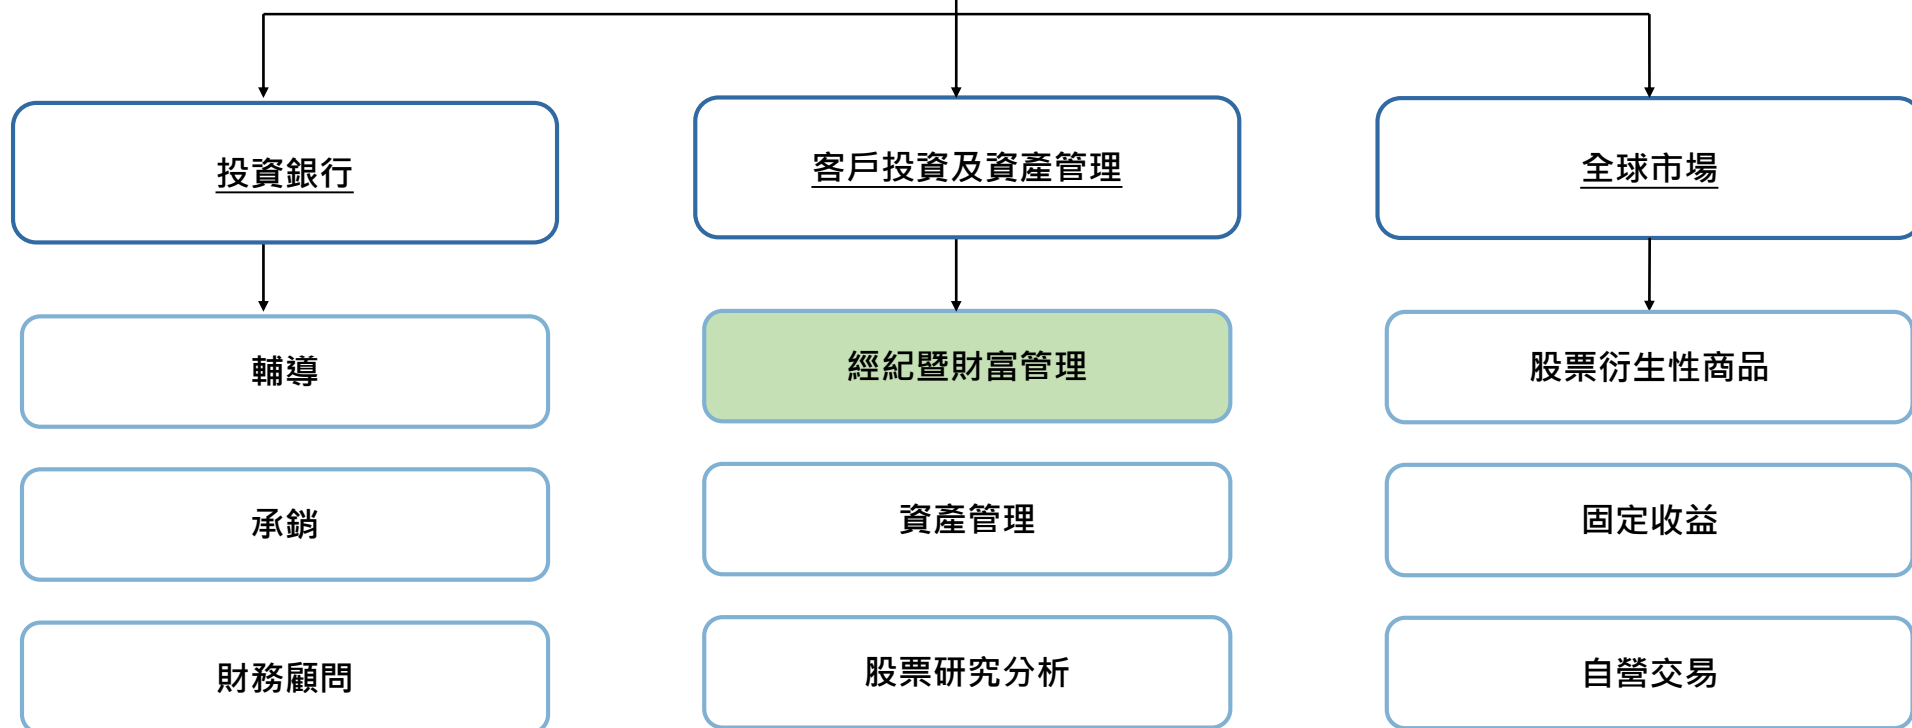 投資銀行
客戶投資及資產管理
全球市場
輔導
經紀暨財富管理
股票衍生性商品
承銷
資產管理
固定收益
財務顧問
股票研究分析
自營交易